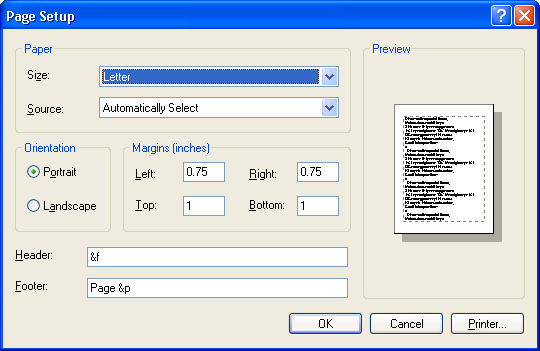 Page Setup
Paper
Size: Letter
Source: Automatically Select
Orientation
Portrait
Landscape
Margins (inches)
Left: 0.75 Right: 0.75
Top: 1 Bottom: 1
Header: &f
Footer: Page &p
Preview
OK Cancel Printer...